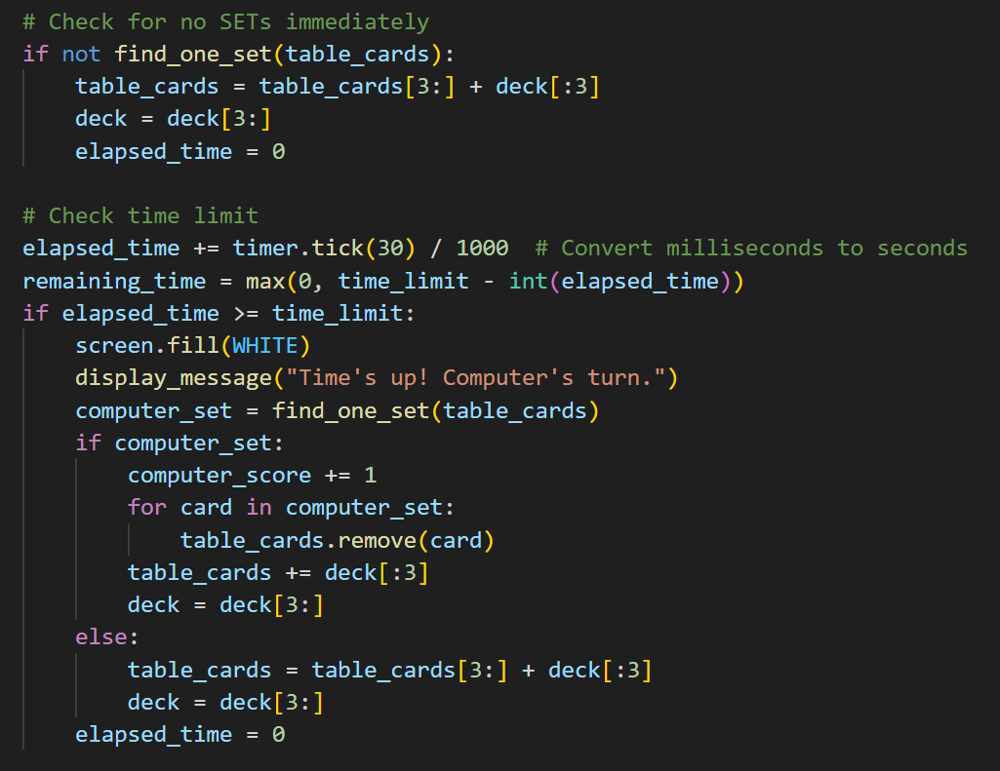 # Check for no SETs immediately
if not find_one_set(table_cards):
    table_cards = table_cards[3:] + deck[:3]
    deck = deck[3:]
    elapsed_time = 0

# Check time limit
elapsed_time += timer.tick(30) / 1000  # Convert milliseconds to seconds
remaining_time = max(0, time_limit - int(elapsed_time))
if elapsed_time >= time_limit:
    screen.fill(WHITE)
    display_message("Time's up! Computer's turn.")
    computer_set = find_one_set(table_cards)
    if computer_set:
        computer_score += 1
        for card in computer_set:
            table_cards.remove(card)
        table_cards += deck[:3]
        deck = deck[3:]
    else:
        table_cards = table_cards[3:] + deck[:3]
        deck = deck[3:]
    elapsed_time = 0